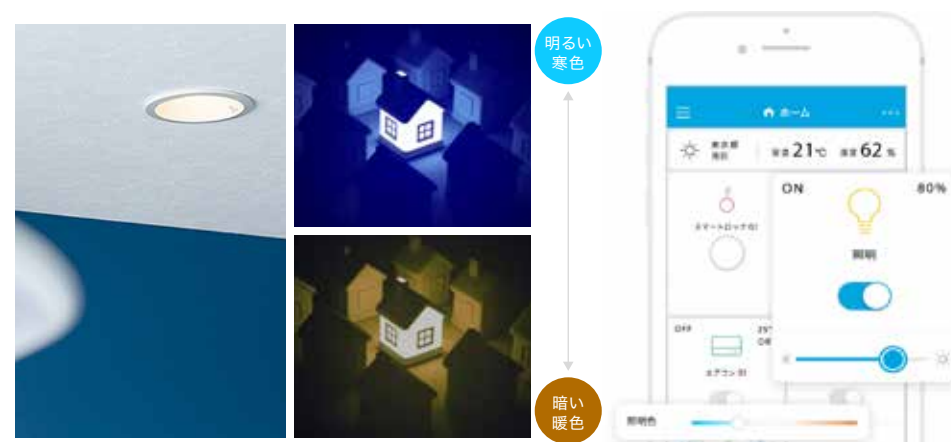 明るい
寒色
暗い
暖色
ホーム
東京都
港区
室温 21℃
湿度 62 %
スマートロック(S)
ON
80%
照明
OFF
エアコン(I)
照明色